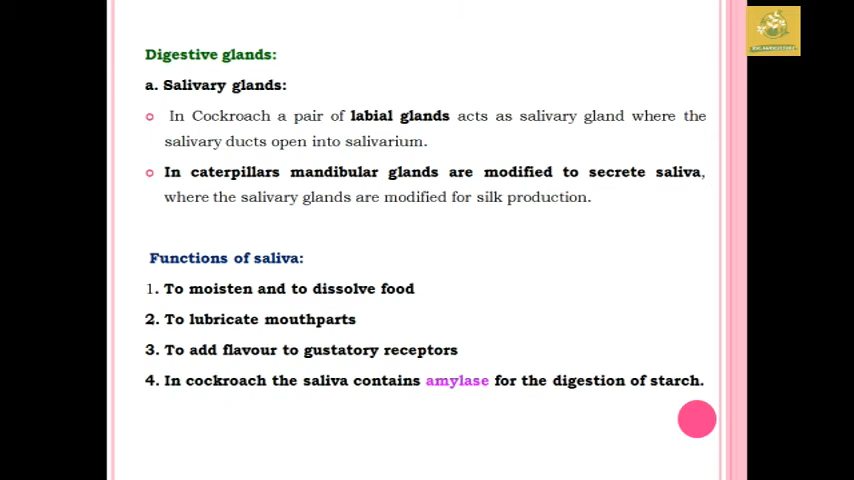 Digestive glands:
a. Salivary glands:
In Cockroach a pair of labial glands acts as salivary gland where the
salivary ducts open into salivarium.
In caterpillars mandibular glands are modified to secrete saliva,
where the salivary glands are modified for silk production.
Functions of saliva:
1. To moisten and to dissolve food
2. To lubricate mouthparts
3. To add flavour to gustatory receptors
4. In cockroach the saliva contains amylase for the digestion of starch.